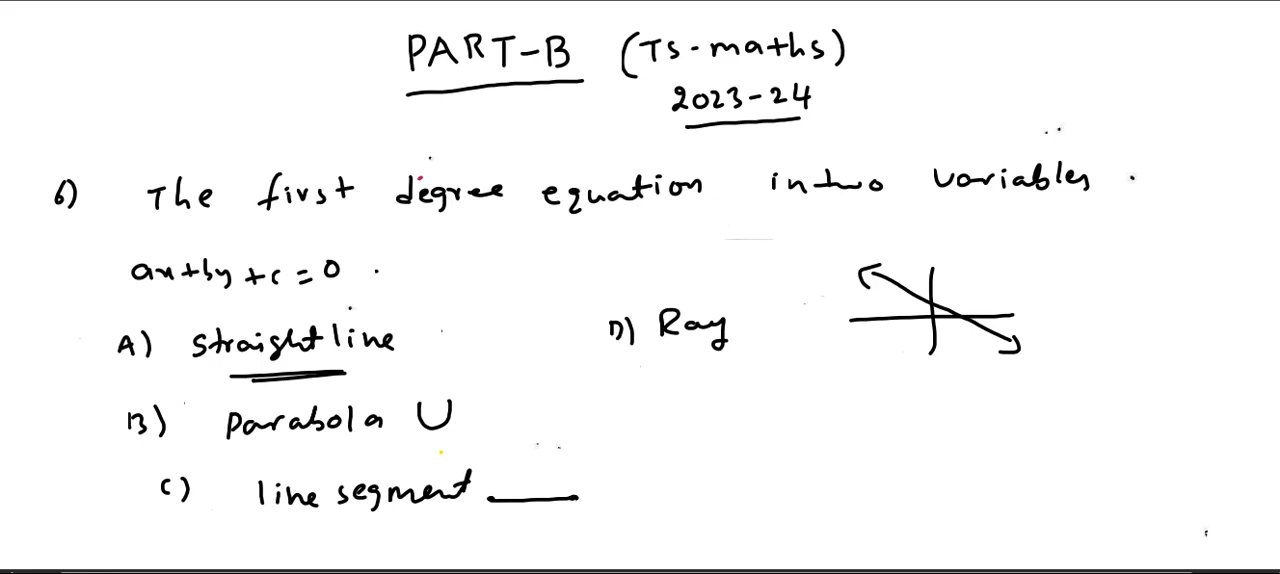 PART-B (TS-maths)
2023-24
6) The first degree equation in two variables.
ax+by+c=0.
A) straight line
D) Ray
B) parabola
C) line segment